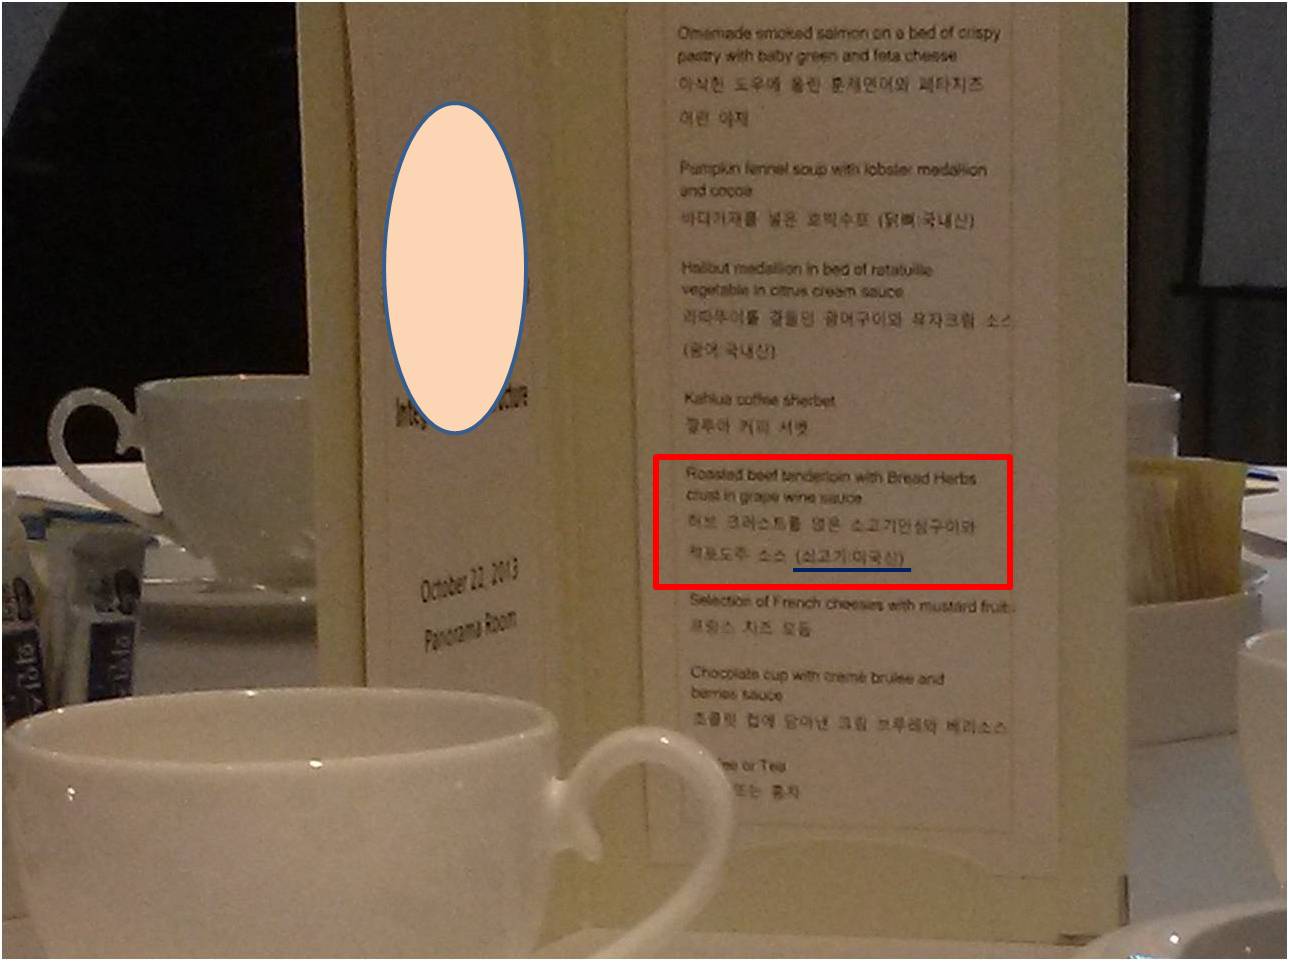 October 22, 2013
Panorama Room
Omemade smoked salmon on a bed of crispy
pastry with baby green and feta cheese
아삭한 도우에 올린 훈제연어와 페타치즈
어린 야채
Pumpkin fennel soup with lobster medallion
and cocoa
바다가재를 넣은 호박수프 (닭뼈:국내산)
Halibut medallion in bed of ratatuille
vegetable in citrus cream sauce
라따뚜이를 곁들인 광어구이와 유자크림 소스
(광어:국내산)
Kahlua coffee sherbet
깔루아 커피 셔벳
Roasted beef tenderloin with Bread Herbs
crust in grape wine sauce
허브 크러스트를 얹은 소고기안심구이와
적포도주 소스 (쇠고기:미국산)
Selection of French cheeses with mustard fruit
프랑스 치즈 모듬
Chocolate cup with creme brulee and
berries sauce
초콜릿 컵에 담아낸 크림 브루레와 베리소스
or Tea
또는 홍차